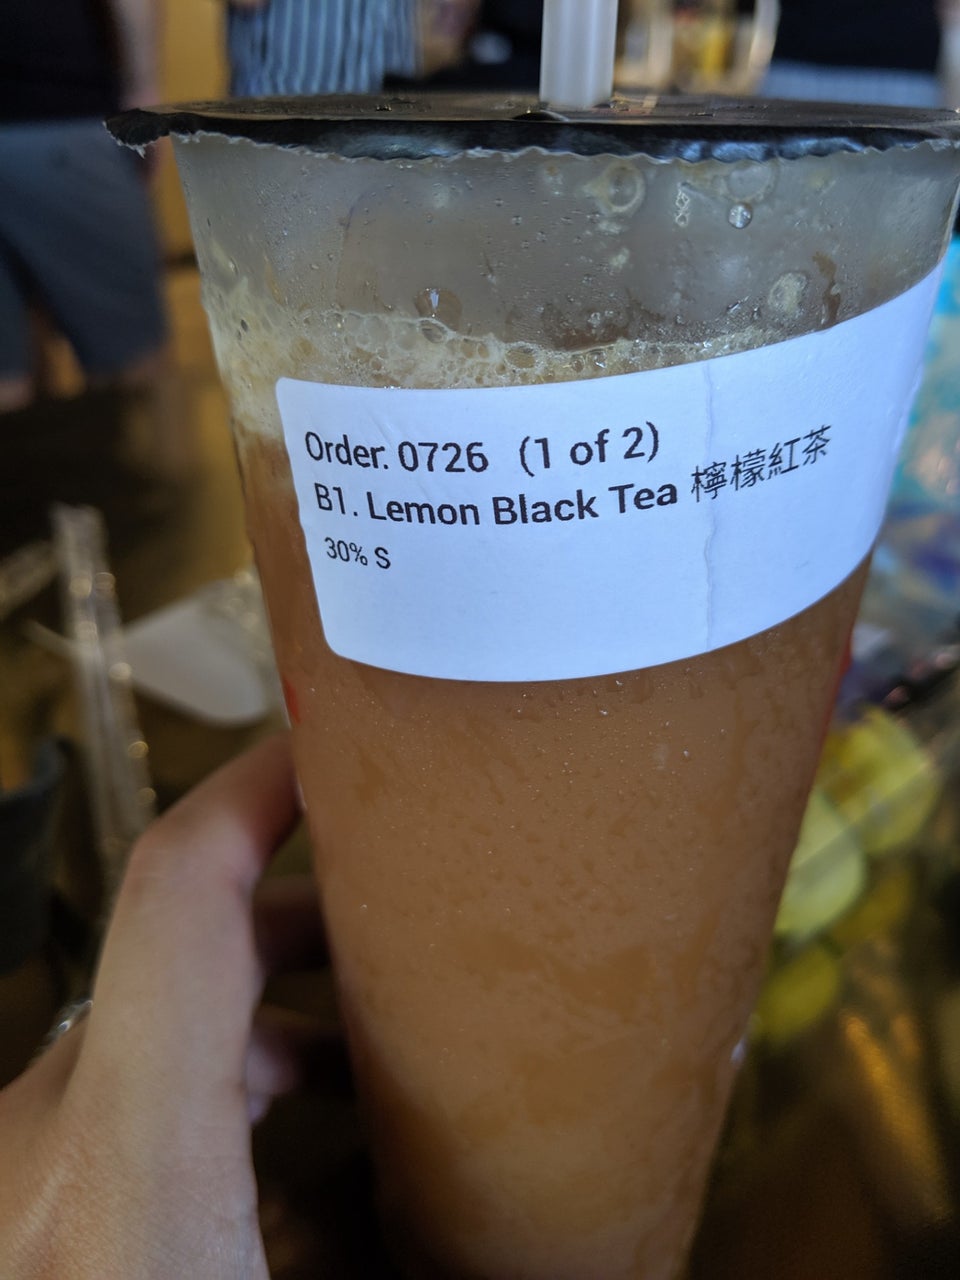 Order. 0726 (1 of 2)
B1. Lemon Black Tea 檸檬紅茶
30% S